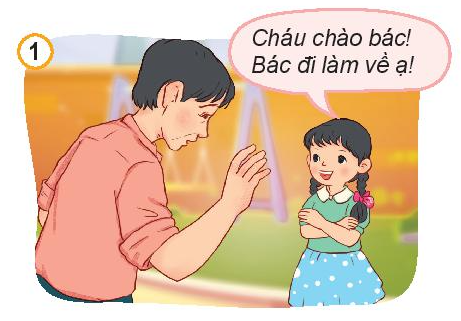 1
Cháu chào bác!
Bác đi làm về ạ!